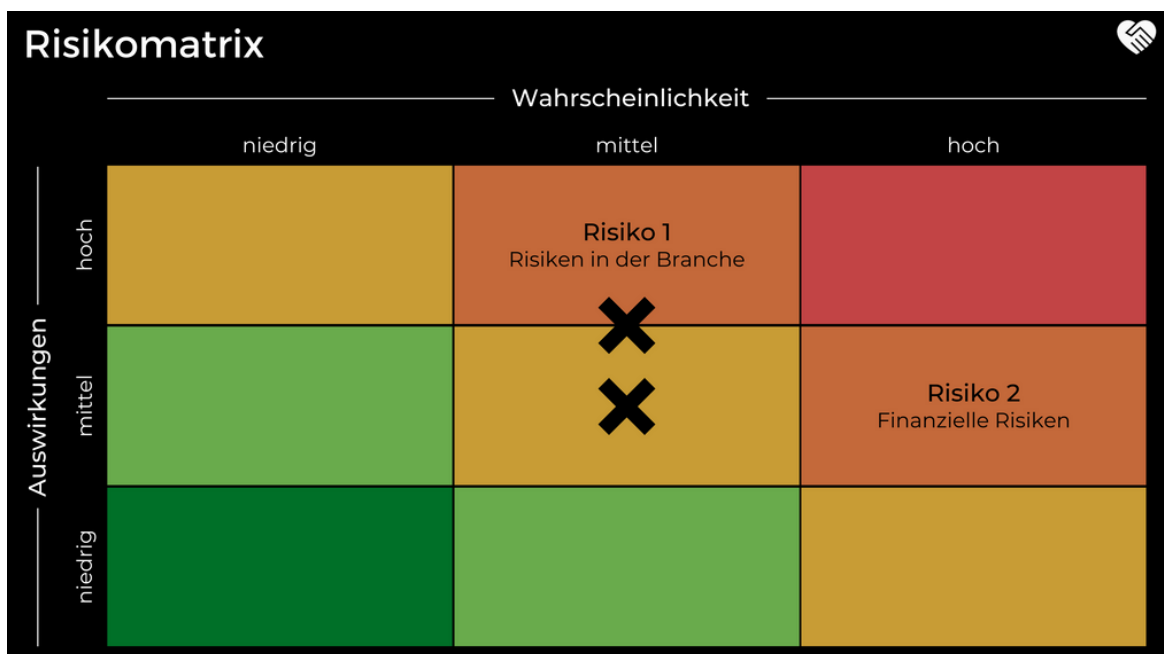 Risikomatrix
Wahrscheinlichkeit
niedrig
mittel
hoch
Auswirkungen
hoch
Risiko 1
Risiken in der Branche
mittel
Risiko 2
Finanzielle Risiken
niedrig